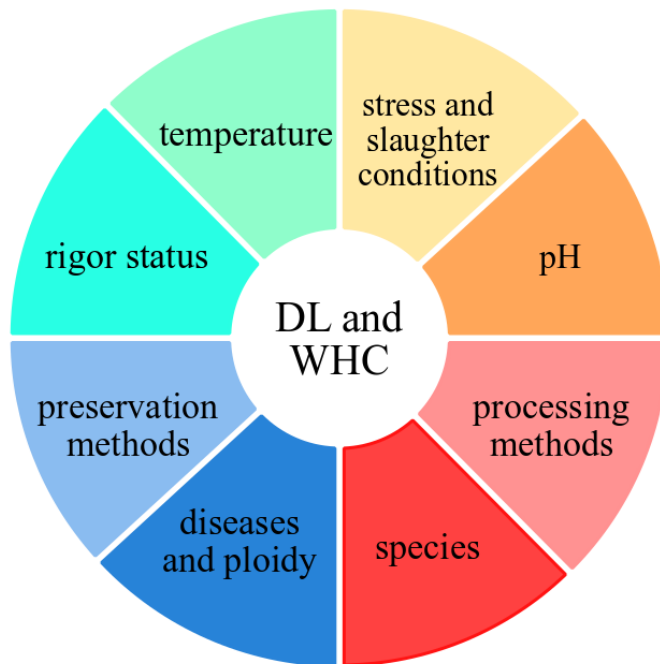 temperature
stress and
slaughter
conditions
rigor status
pH
DL and
WHC
preservation
methods
processing
methods
diseases
and ploidy
species